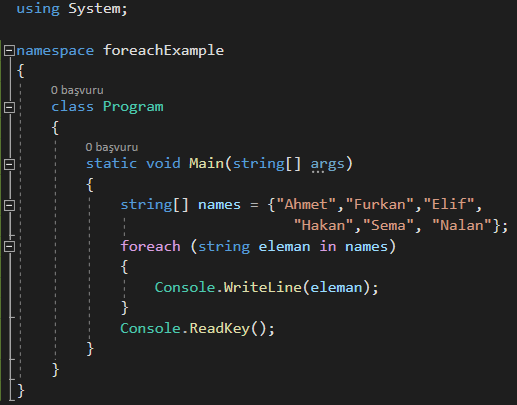 using System;
namespace foreachExample
{
0 başvuru
class Program
{
0 başvuru
static void Main(string[] args)
{
string[] names = {"Ahmet","Furkan","Elif",
"Hakan","Sema", "Nalan"};
foreach (string eleman in names)
{
Console.WriteLine(eleman);
}
Console.ReadKey();
}
}
}